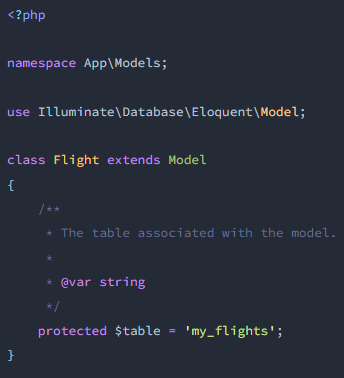 <?php
namespace App\Models;
use Illuminate\Database\Eloquent\Model;
class Flight extends Model
{
/**
* The table associated with the model.
*
* @var string
*/
protected $table = 'my_flights';
}